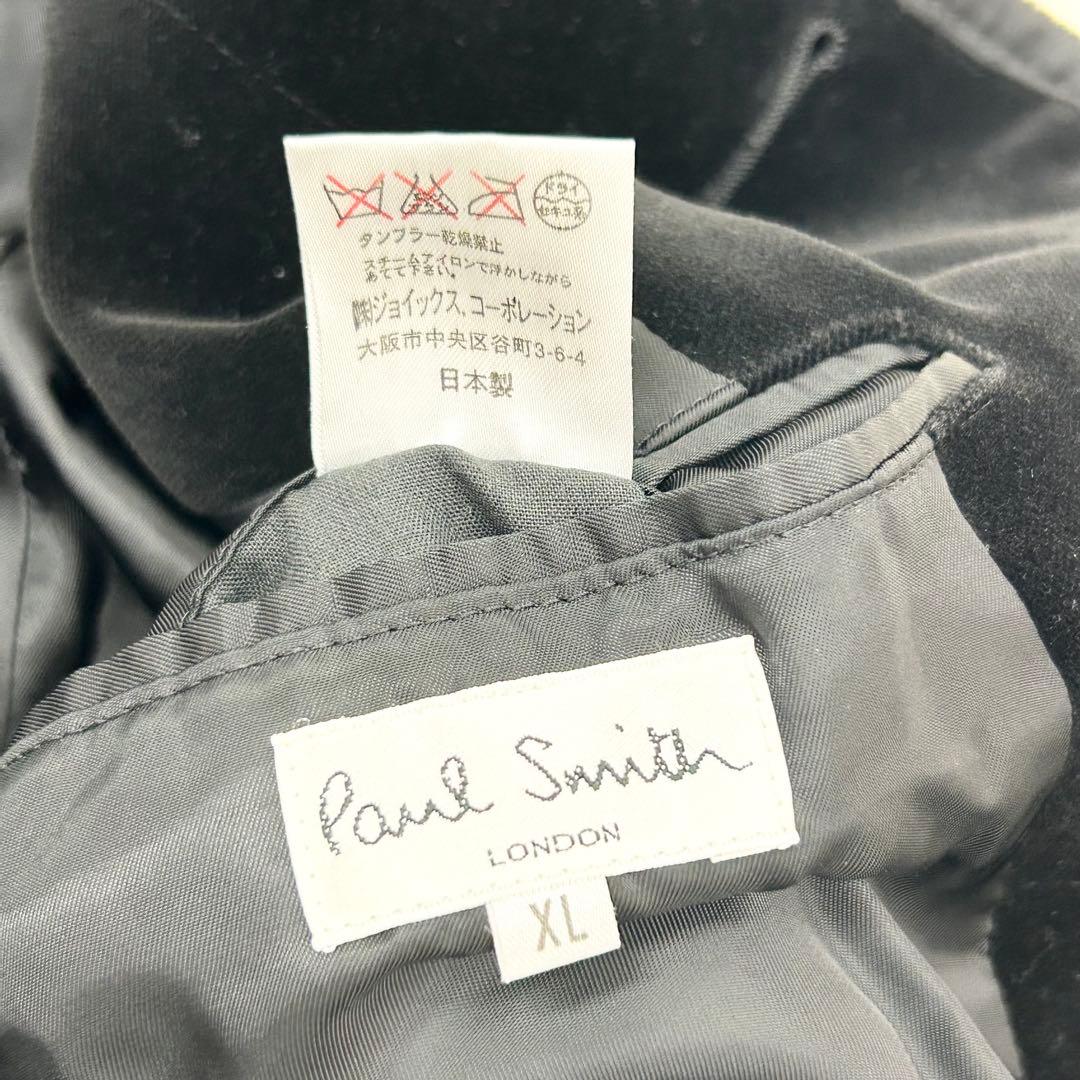 ドライ
セキユ系
タンブラー乾燥禁止
スチームアイロンで浮かしながら
あてて下さい。
㈱ジョイックス.コーポレーション
大阪市中央区谷町3-6-4
日本製
Paul Smith
LONDON
XL